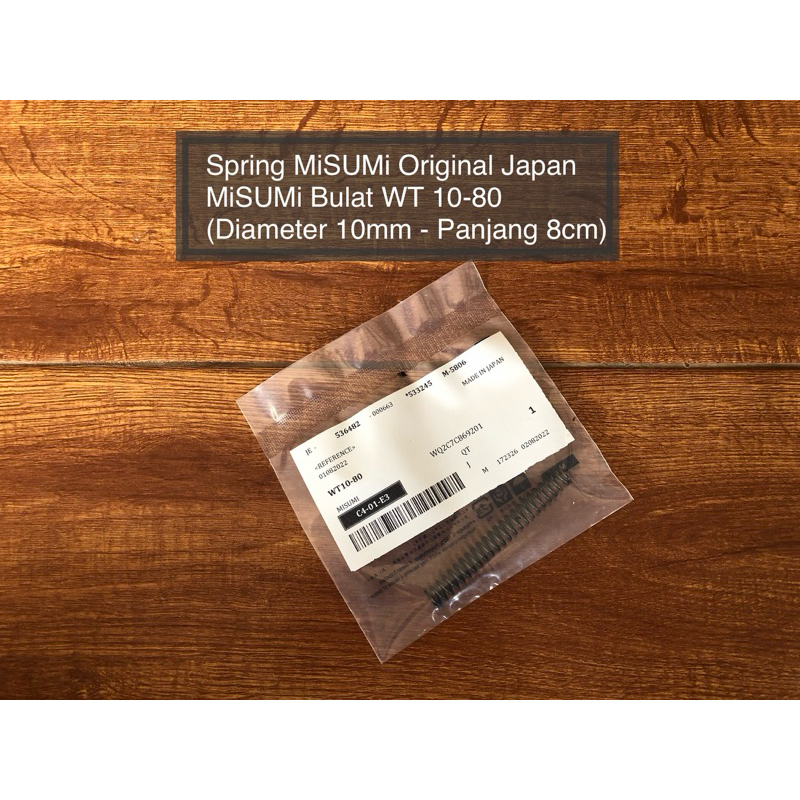 Spring MiSUMi Original Japan
MiSUMi Bulat WT 10-80
(Diameter 10mm - Panjang 8cm)
JE - 536482 -000663 *533245 M-5806
MADE IN JAPAN
<REFERENCE>
01082022
WQ2C7C869201
1
WT10-80
QT
MISUMI
C4-01-E3
M 172326 02082022